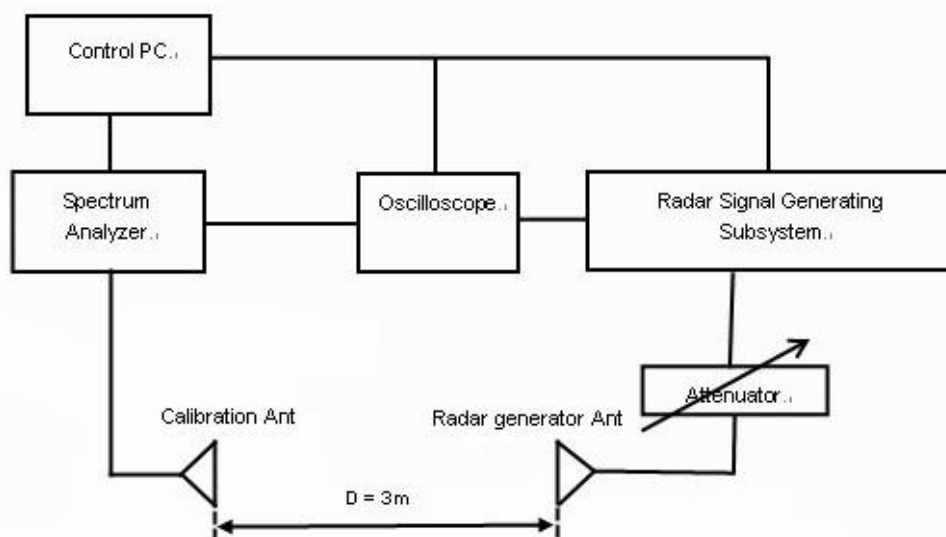 Control PC.
Spectrum
Analyzer.
Oscilloscope.
Radar Signal Generating
Subsystem.
Attenuator.
Calibration Ant
Radar generator Ant
D = 3m